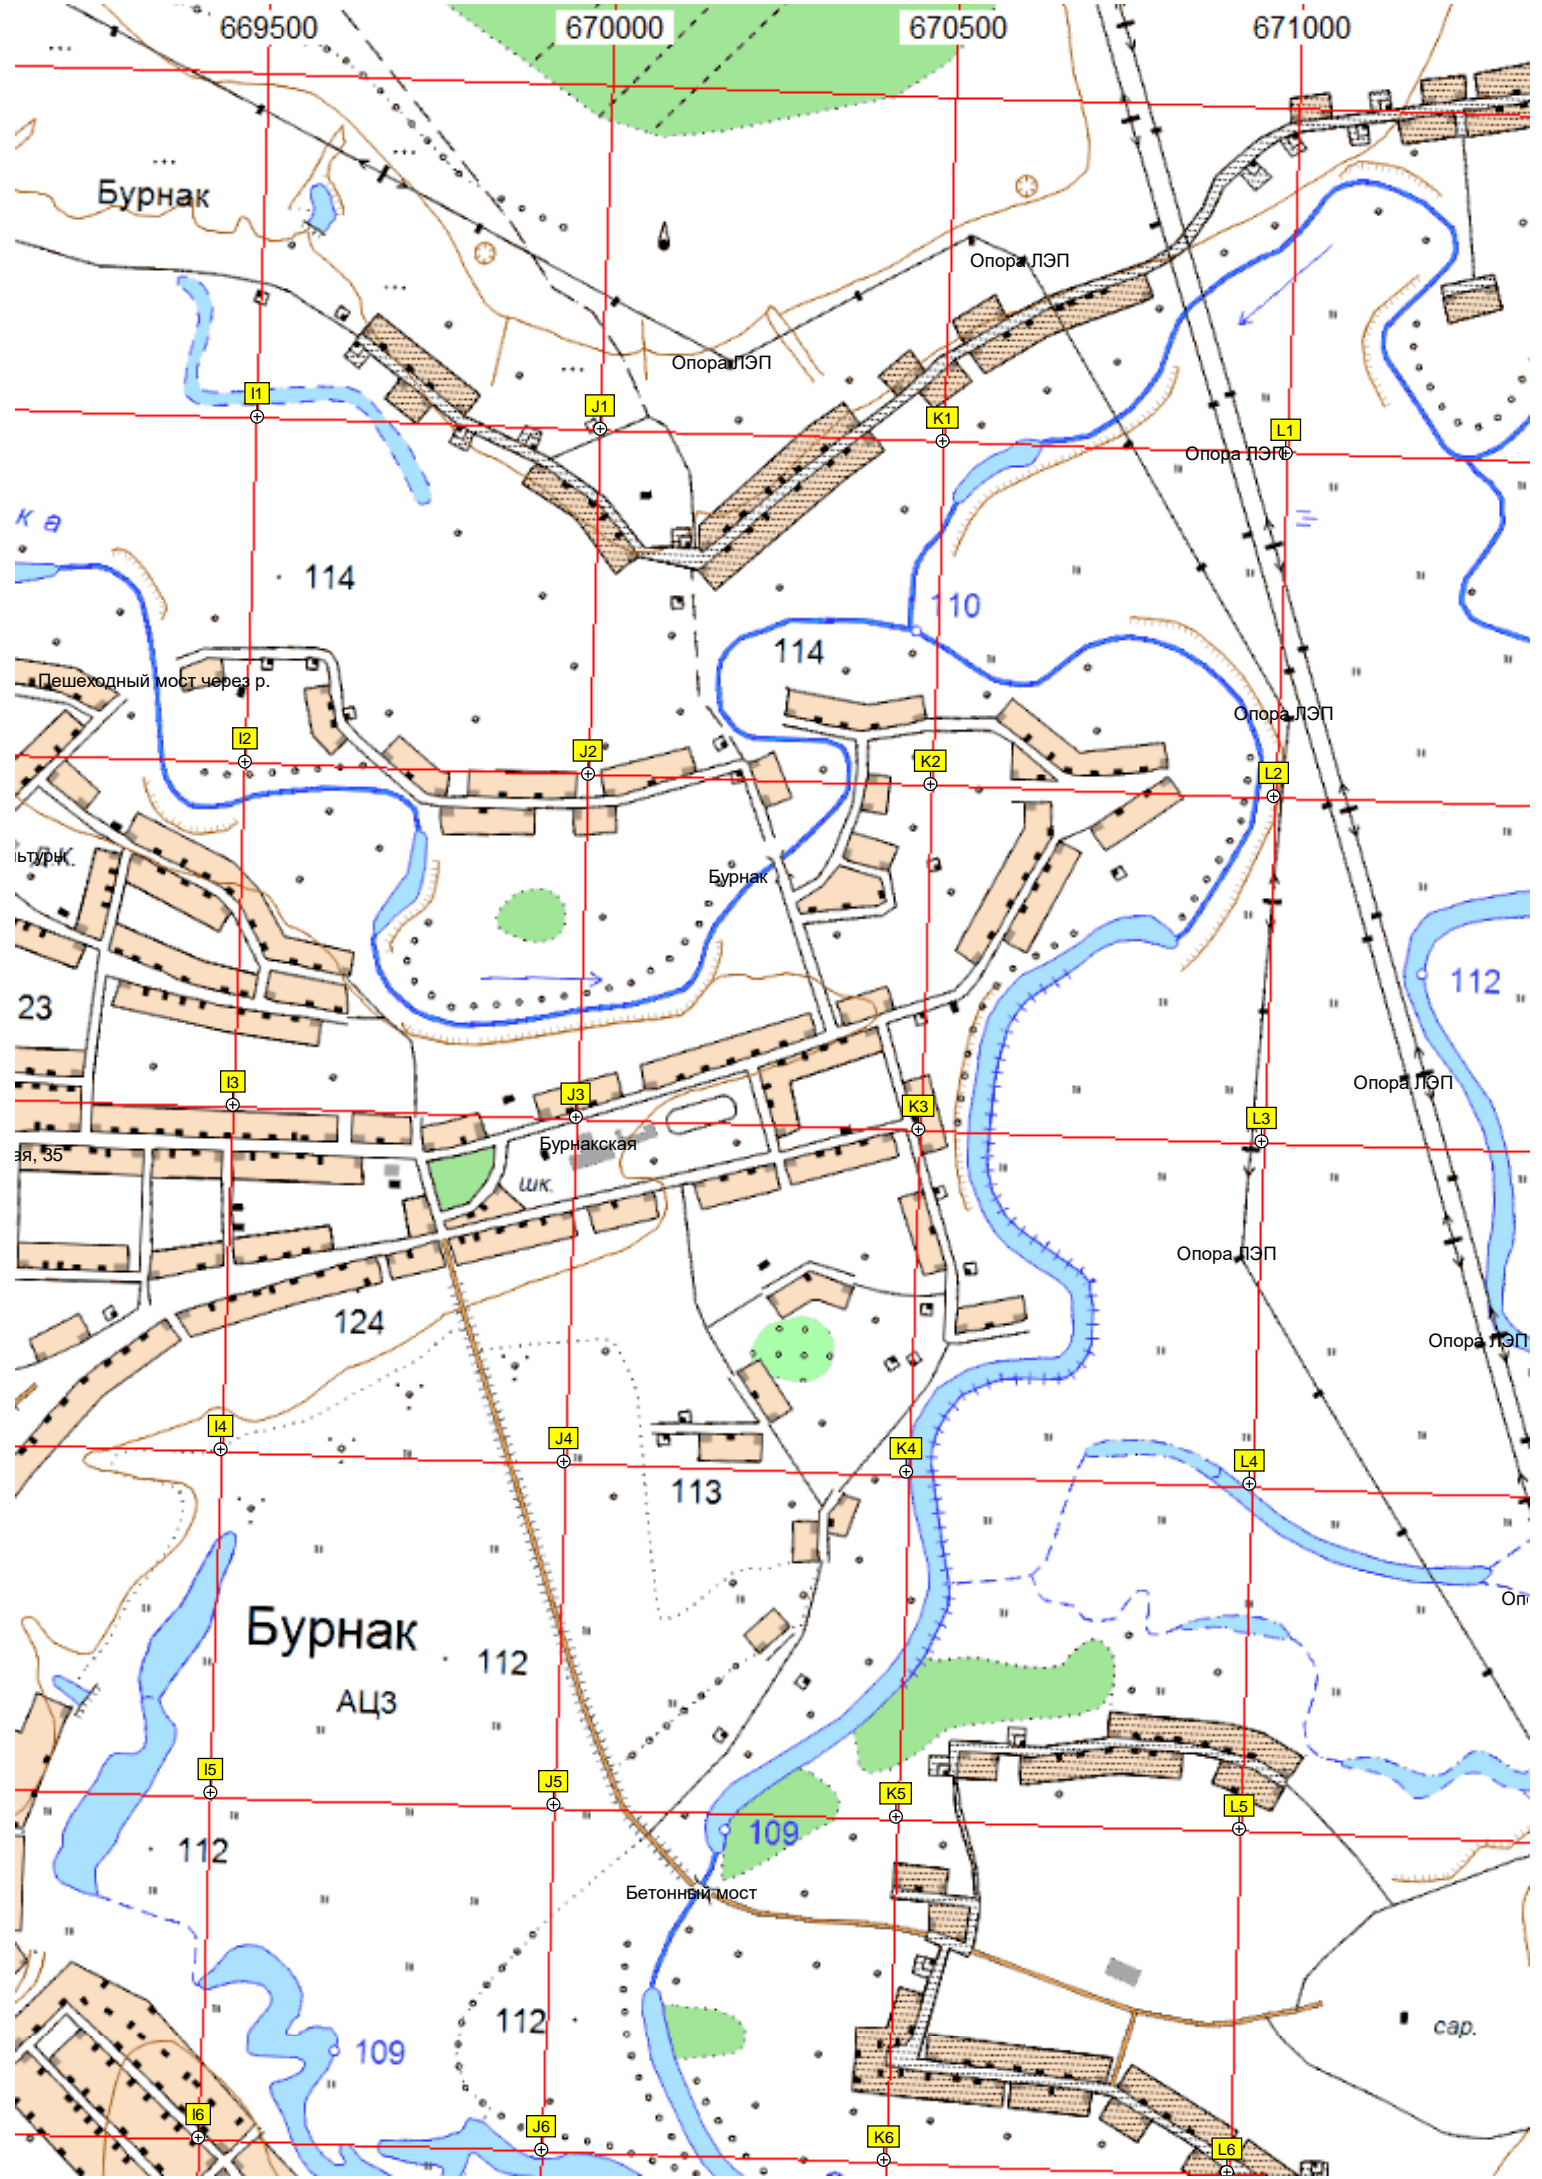 669500 670000 670500 671000
Бурнак
Опора ЛЭП
Опора ЛЭП
I1 J1 K1 L1
Опора ЛЭП
ка
114
110
114
Пешеходный мост через р.
Опора ЛЭП
I2 J2 K2 L2
льтуры
Д.К.
Бурнак
112
23
I3 J3 K3 L3
Опора ЛЭП
Бурнакская
ая, 35
шк.
Опора ЛЭП
124
Опора ЛЭП
I4 J4 K4 L4
113
Бурнак
АЦЗ
112
I5 J5 K5 L5
109
112
Бетонный мост
112
109
сар.
I6 J6 K6 L6